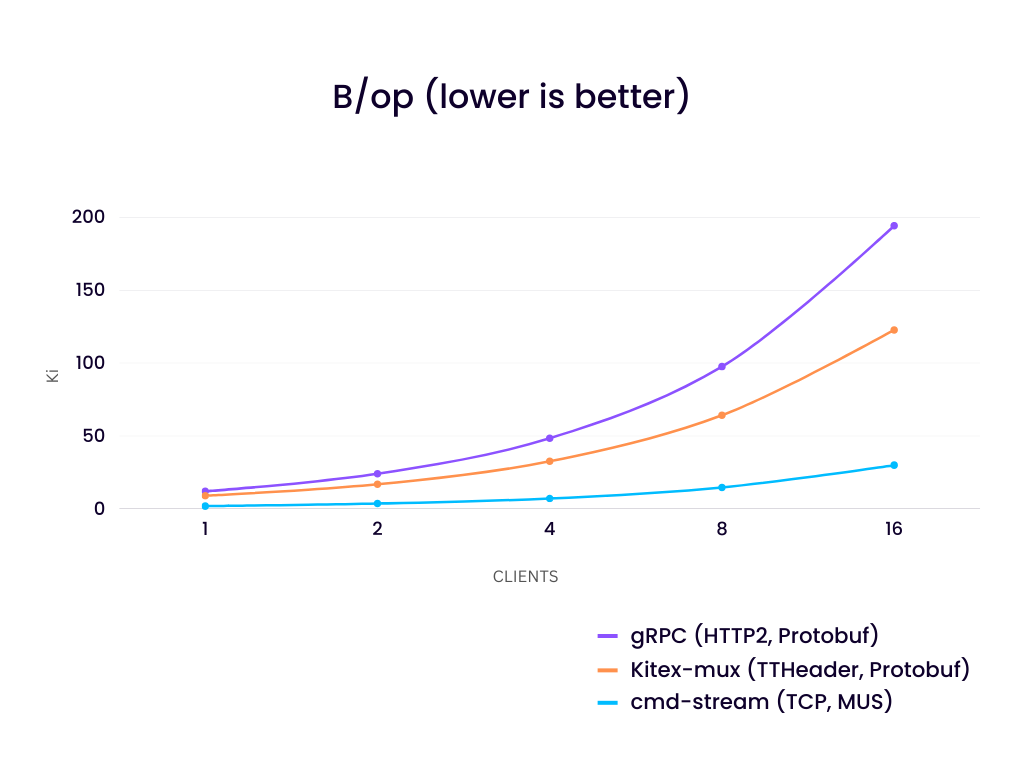 B/op (lower is better)
200
150
100
50
0
Ki
1 2 4 8 16
CLIENTS
gRPC (HTTP2, Protobuf)
Kitex-mux (TTHeader, Protobuf)
cmd-stream (TCP, MUS)